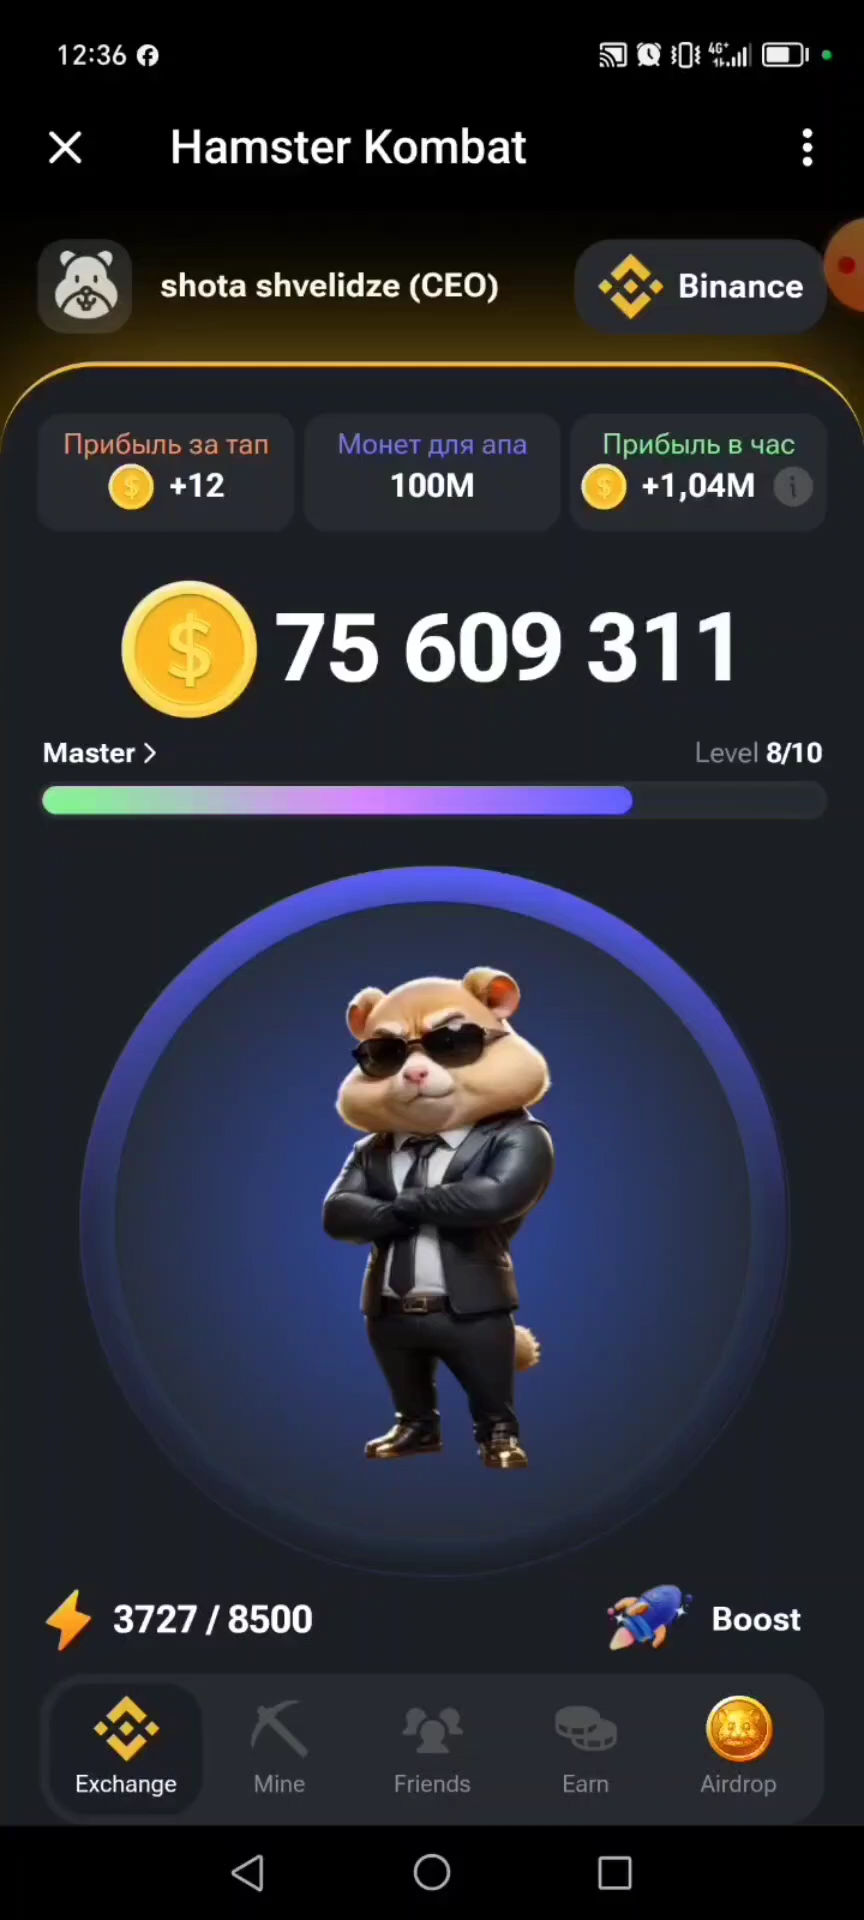 12:36
4G+
Hamster Kombat
shota shvelidze (CEO)
Binance
Прибыль за тап
+12
Монет для апа
100M
Прибыль в час
+1,04M
75 609 311
Master
Level 8/10
3727 / 8500
Boost
Exchange
Mine
Friends
Earn
Airdrop